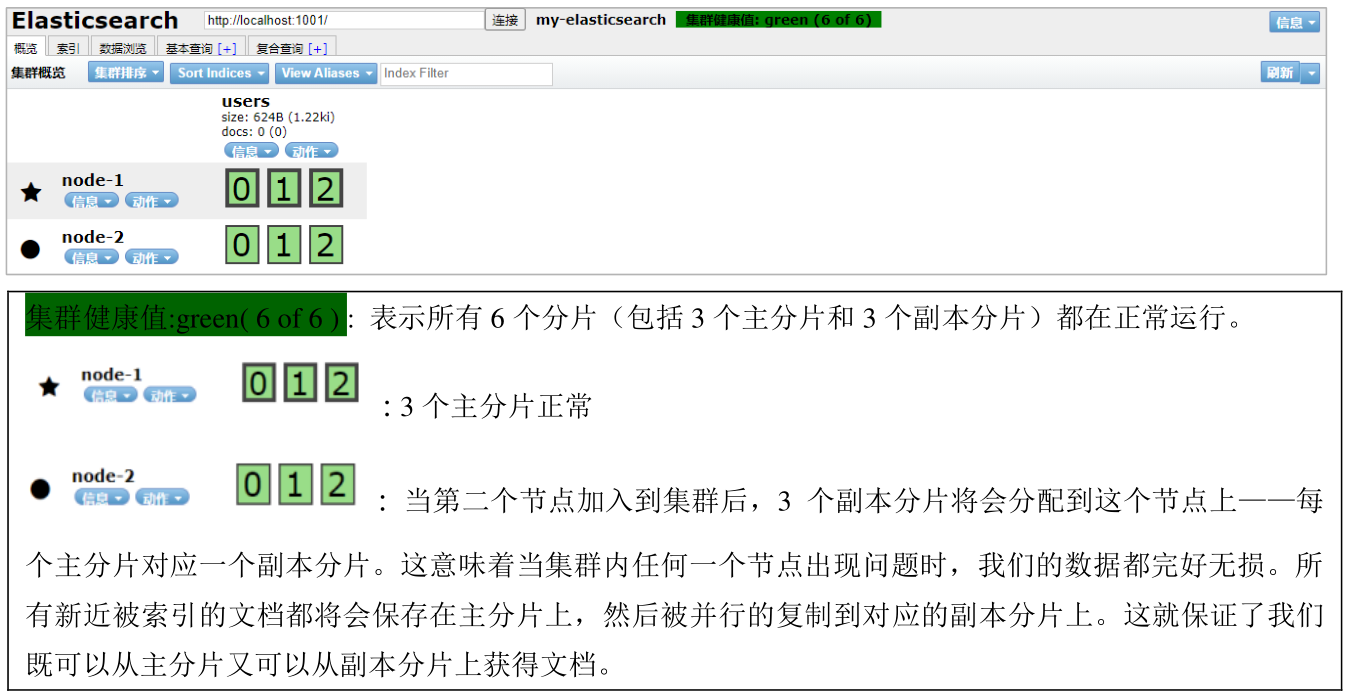 Elasticsearch http://localhost:1001/ 连接 my-elasticsearch 集群健康值: green (6 of 6) 信息
概览 索引 数据浏览 基本查询 [+] 复合查询 [+]
集群概览 集群排序 Sort Indices View Aliases Index Filter 刷新
users
size: 624B (1.22ki)
docs: 0 (0)
信息 动作
node-1 0 1 2
信息 动作
node-2 0 1 2
信息 动作
集群健康值:green( 6 of 6 ) : 表示所有 6 个分片（包括 3 个主分片和 3 个副本分片）都在正常运行。
node-1 0 1 2
信息 动作
: 3 个主分片正常
node-2 0 1 2
信息 动作
: 当第二个节点加入到集群后，3 个副本分片将会分配到这个节点上——每
个主分片对应一个副本分片。这意味着当集群内任何一个节点出现问题时，我们的数据都完好无损。所
有新近被索引的文档都将会保存在主分片上，然后被并行的复制到对应的副本分片上。这就保证了我们
既可以从主分片又可以从副本分片上获得文档。